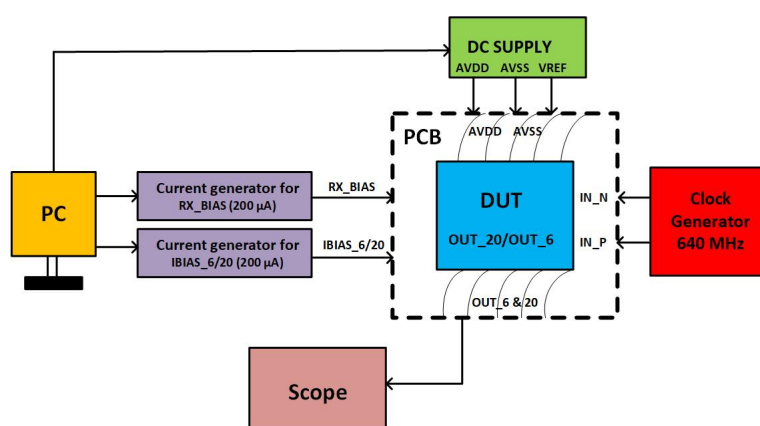 DC SUPPLY
AVDD AVSS VREF
PCB
AVDD AVSS
PC
Current generator for
RX_BIAS (200 µA)
RX_BIAS
Current generator for
IBIAS_6/20 (200 µA)
IBIAS_6/20
DUT
OUT_20/OUT_6
IN_N
IN_P
Clock
Generator
640 MHz
OUT_6 & 20
Scope